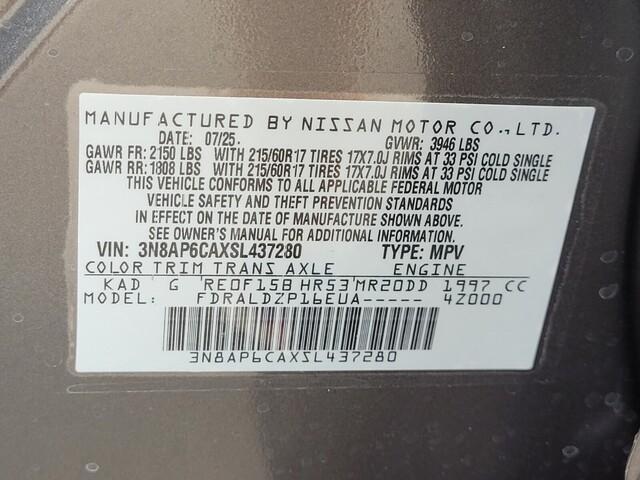 MANUFACTURED BY NISSAN MOTOR CO., LTD.
DATE: 07/25. GVWR: 3946 LBS
GAWR FR: 2150 LBS WITH 215/60R17 TIRES 17X7.0J RIMS AT 33 PSI COLD SINGLE
GAWR RR: 1808 LBS WITH 215/60R17 TIRES 17X7.0J RIMS AT 33 PSI COLD SINGLE
THIS VEHICLE CONFORMS TO ALL APPLICABLE FEDERAL MOTOR
VEHICLE SAFETY AND THEFT PREVENTION STANDARDS
IN EFFECT ON THE DATE OF MANUFACTURE SHOWN ABOVE.
SEE OWNER'S MANUAL FOR ADDITIONAL INFORMATION.
VIN: 3N8AP6CAXSL437280 TYPE: MPV
COLOR TRIM TRANS AXLE ENGINE
KAD G 'RE0F15B HR53'MR20DD 1997 CC
MODEL: FDRALDZP16EUA----- 4Z000
3N8AP6CAXSL437280